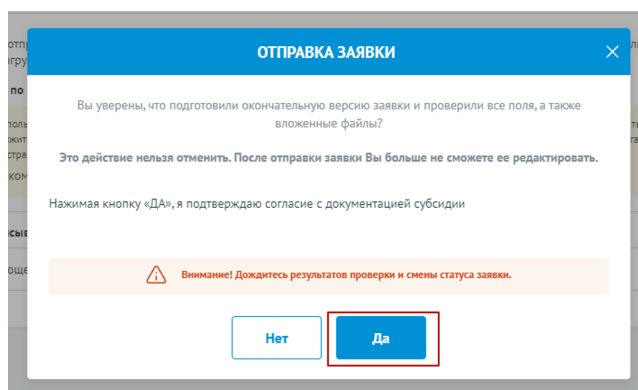 ОТПРАВКА ЗАЯВКИ
Вы уверены, что подготовили окончательную версию заявки и проверили все поля, а также
вложенные файлы?
Это действие нельзя отменить. После отправки заявки Вы больше не сможете ее редактировать.
Нажимая кнопку «ДА», я подтверждаю согласие с документацией субсидии
Внимание! Дождитесь результатов проверки и смены статуса заявки.
Нет
Да